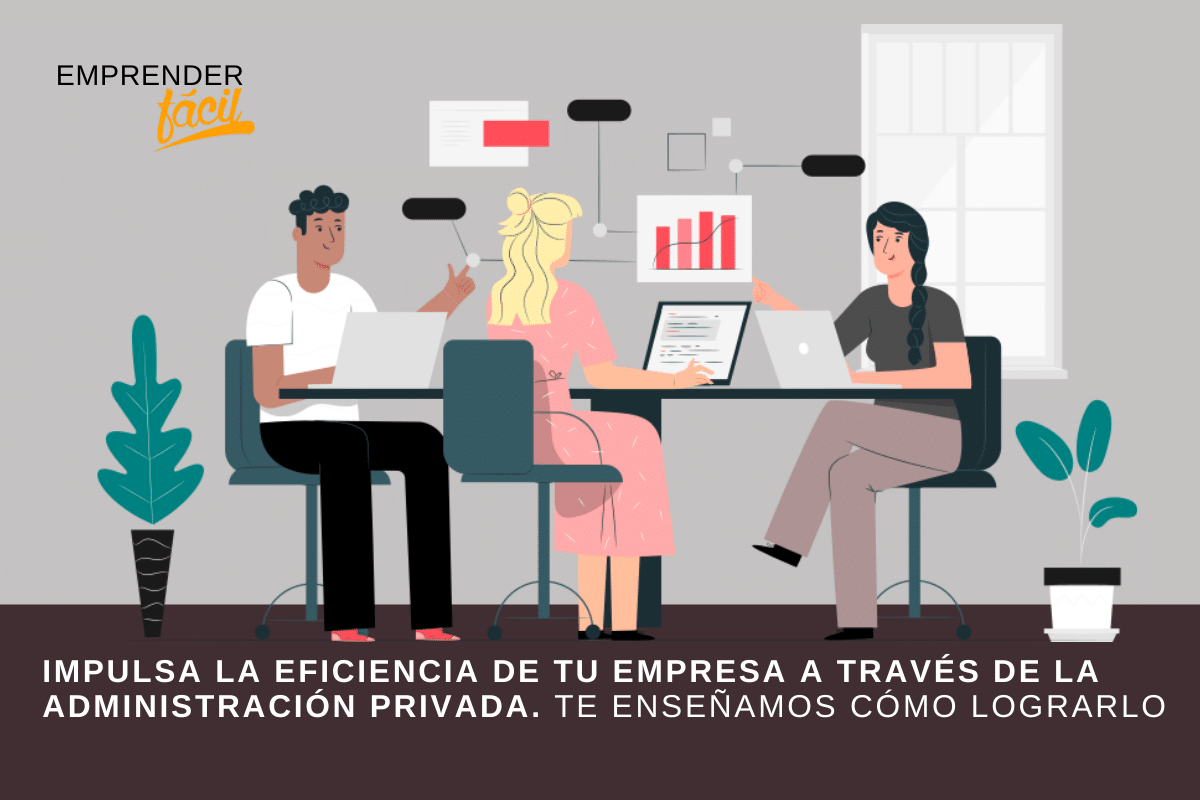 EMPRENDER
fácil
IMPULSA LA EFICIENCIA DE TU EMPRESA A TRAVÉS DE LA
ADMINISTRACIÓN PRIVADA. TE ENSEÑAMOS CÓMO LOGRARLO